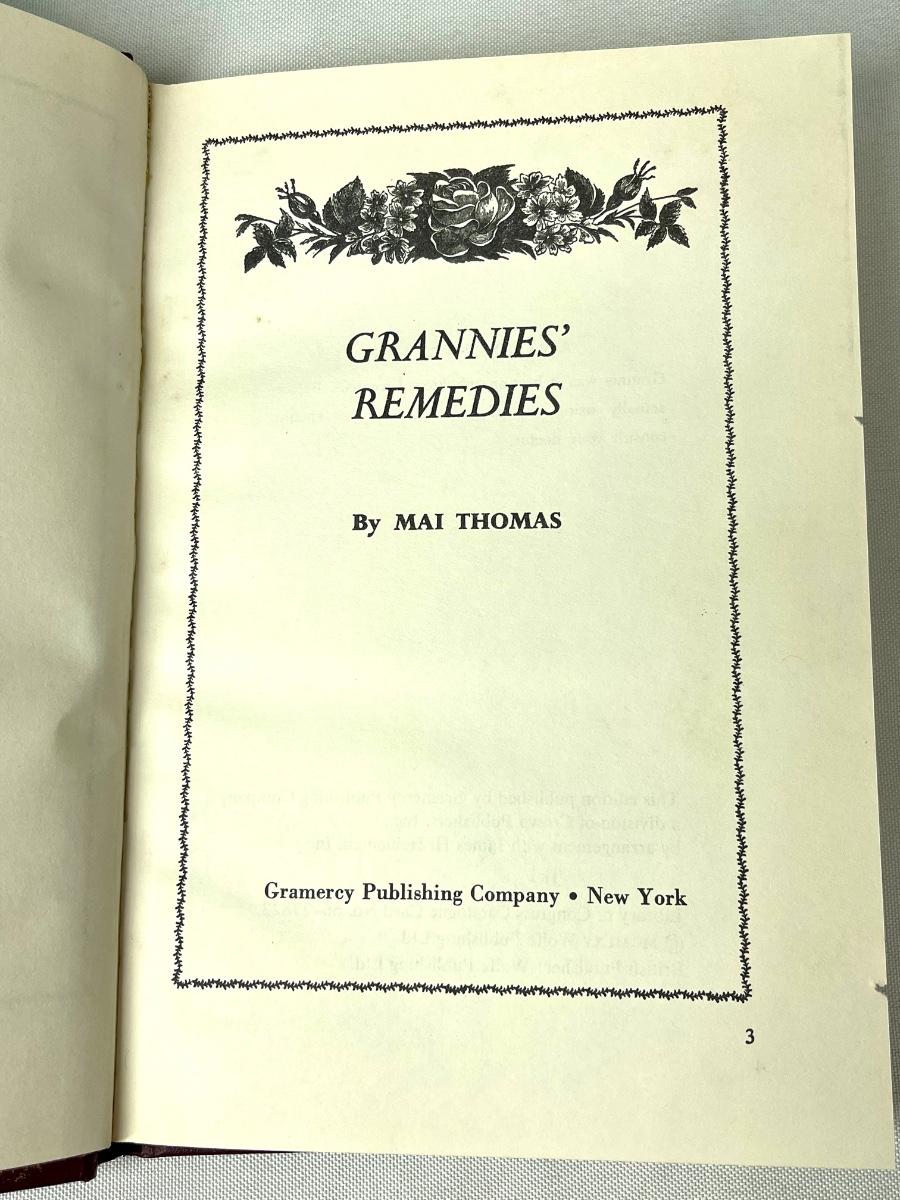 GRANNIES'
REMEDIES
By MAI THOMAS
Gramercy Publishing Company • New York
3